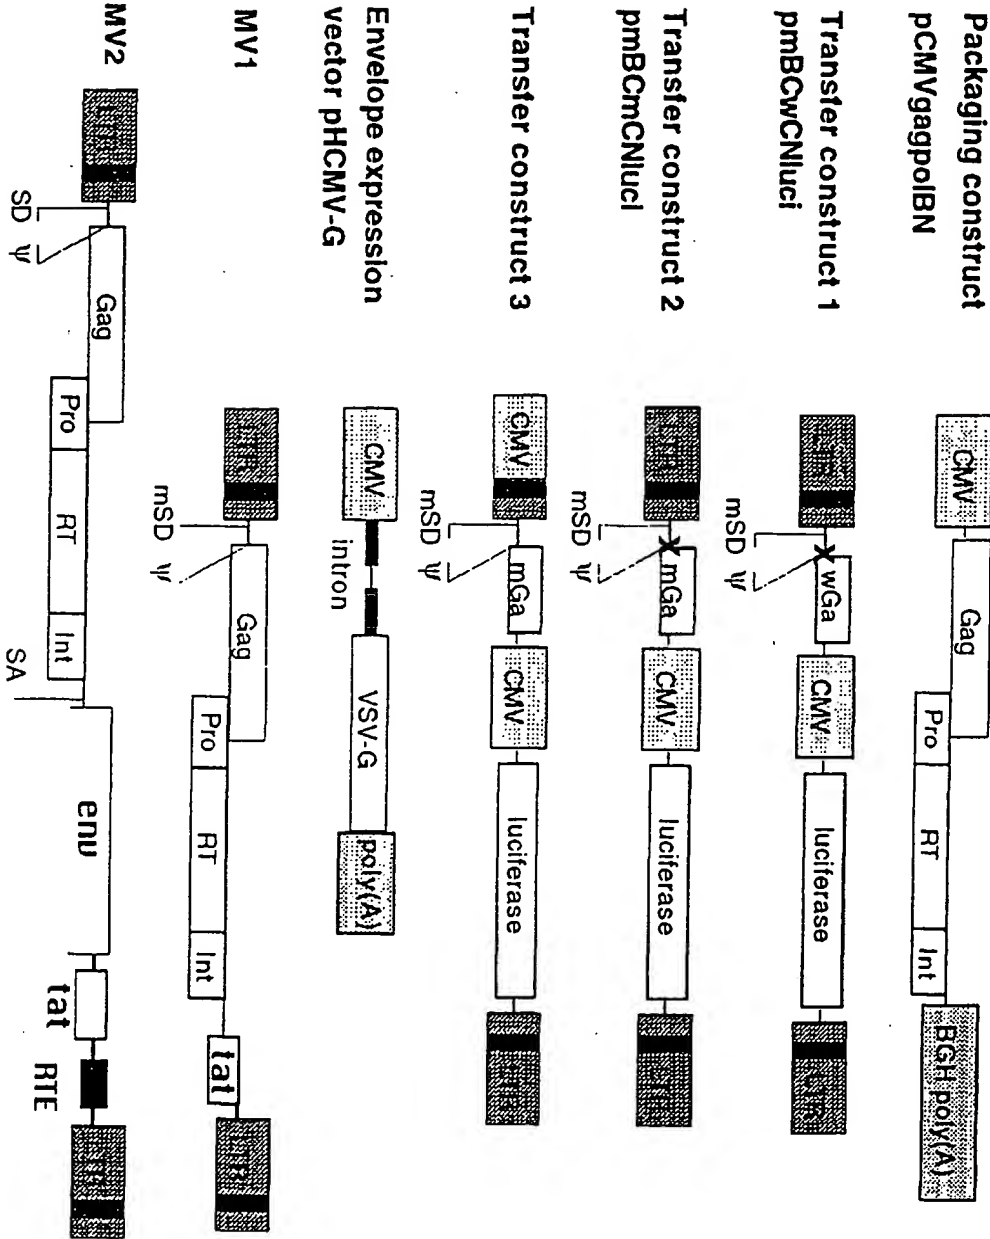 Packaging construct
pCMVgagpolBN
CMV
Gag
Pro
RT
Int
BGH poly(A)
Transfer construct 1
pmBCwCNluci
LTR
mSD
Ψ
X
wGa
CMV
luciferase
LTR
Transfer construct 2
pmBCmCNlucI
LTR
mSD
Ψ
X
mGa
CMV
luciferase
LTR
Transfer construct 3
CMV
mSD
Ψ
mGa
CMV
luciferase
LTR
Envelope expression
vector pHCMV-G
CMV
intron
VSV-G
poly(A)
MV1
LTR
mSD
Ψ
Gag
Pro
RT
Int
tat
LTR
MV2
LTR
SD
Ψ
Gag
Pro
RT
Int
SA
env
tat
RTE
LTR